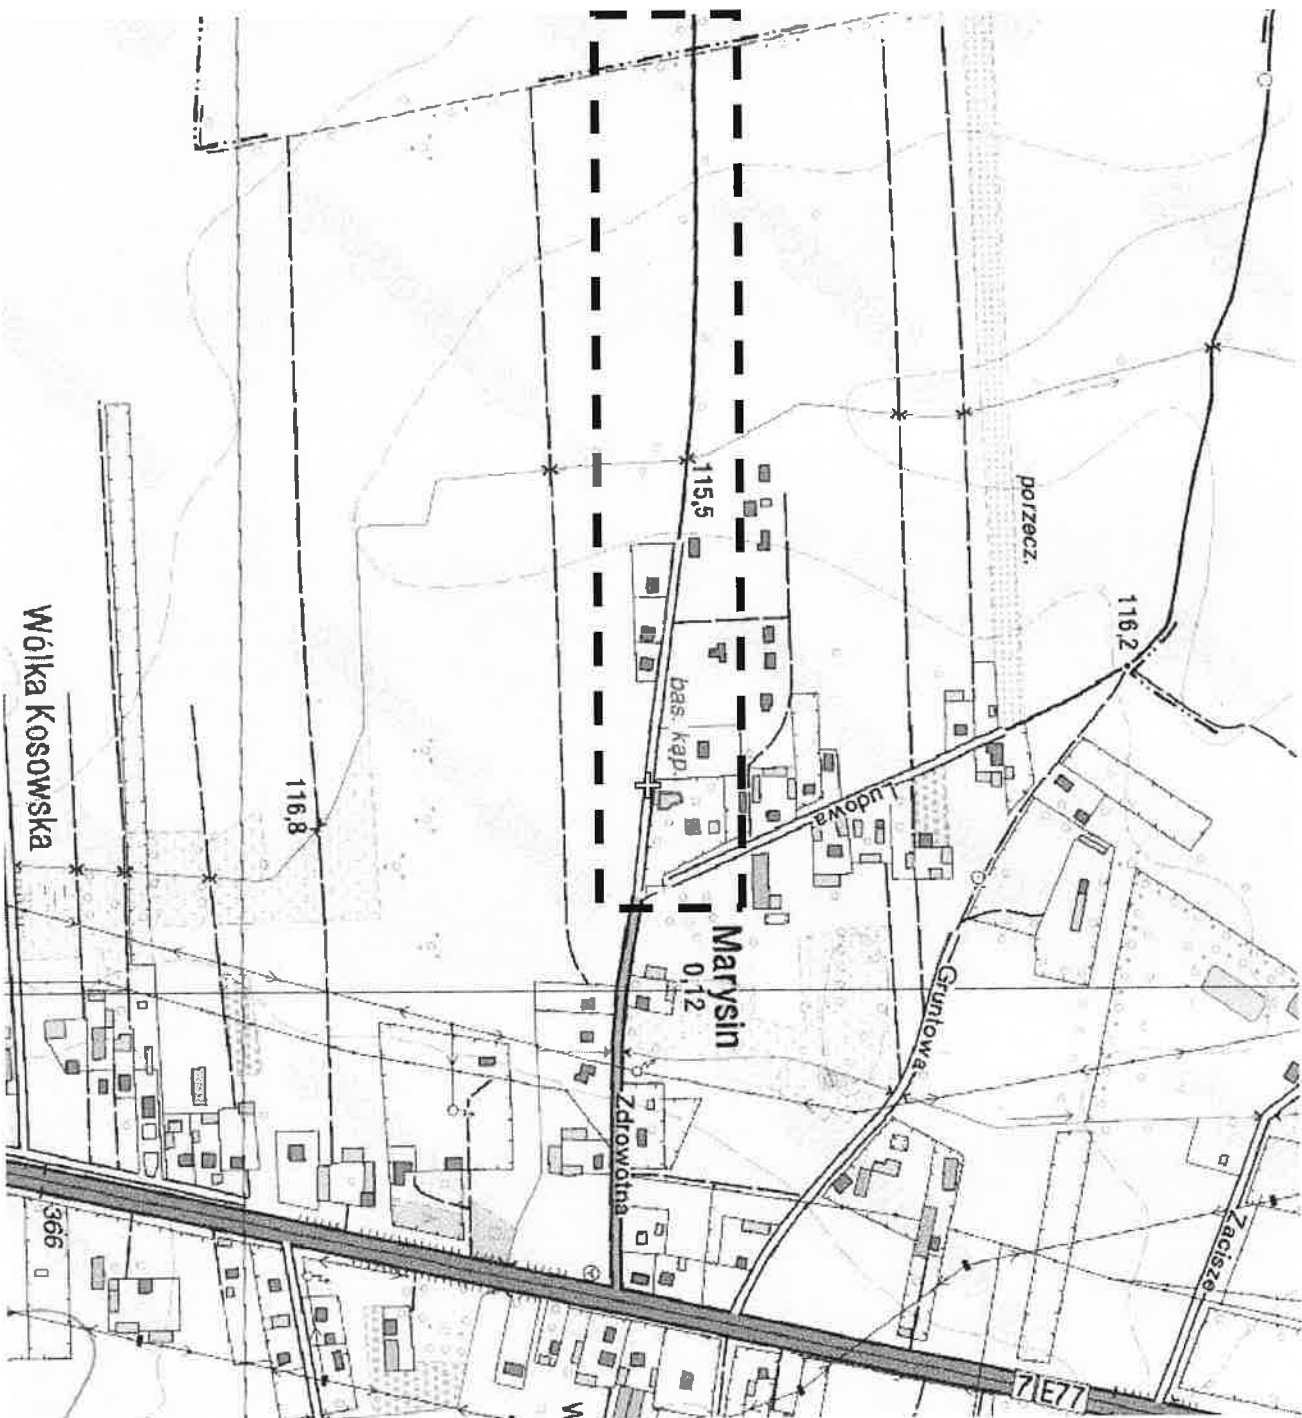 115,5
porzecz.
116,2
Wólka Kosowska
bas. kąp.
116,8
Ludowa
Marysin
0,12
Gruntowa
Zdrowotna
Zacisze
366
7 E77
W